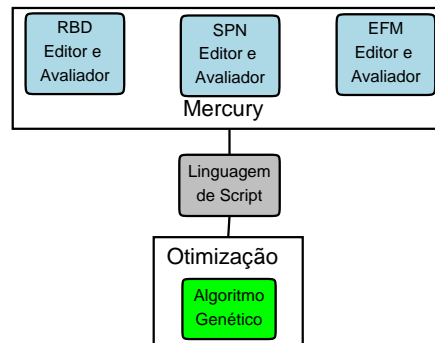 RBD
Editor e
Avaliador
SPN
Editor e
Avaliador
EFM
Editor e
Avaliador
Mercury
Linguagem
de Script
Otimização
Algoritmo
Genético